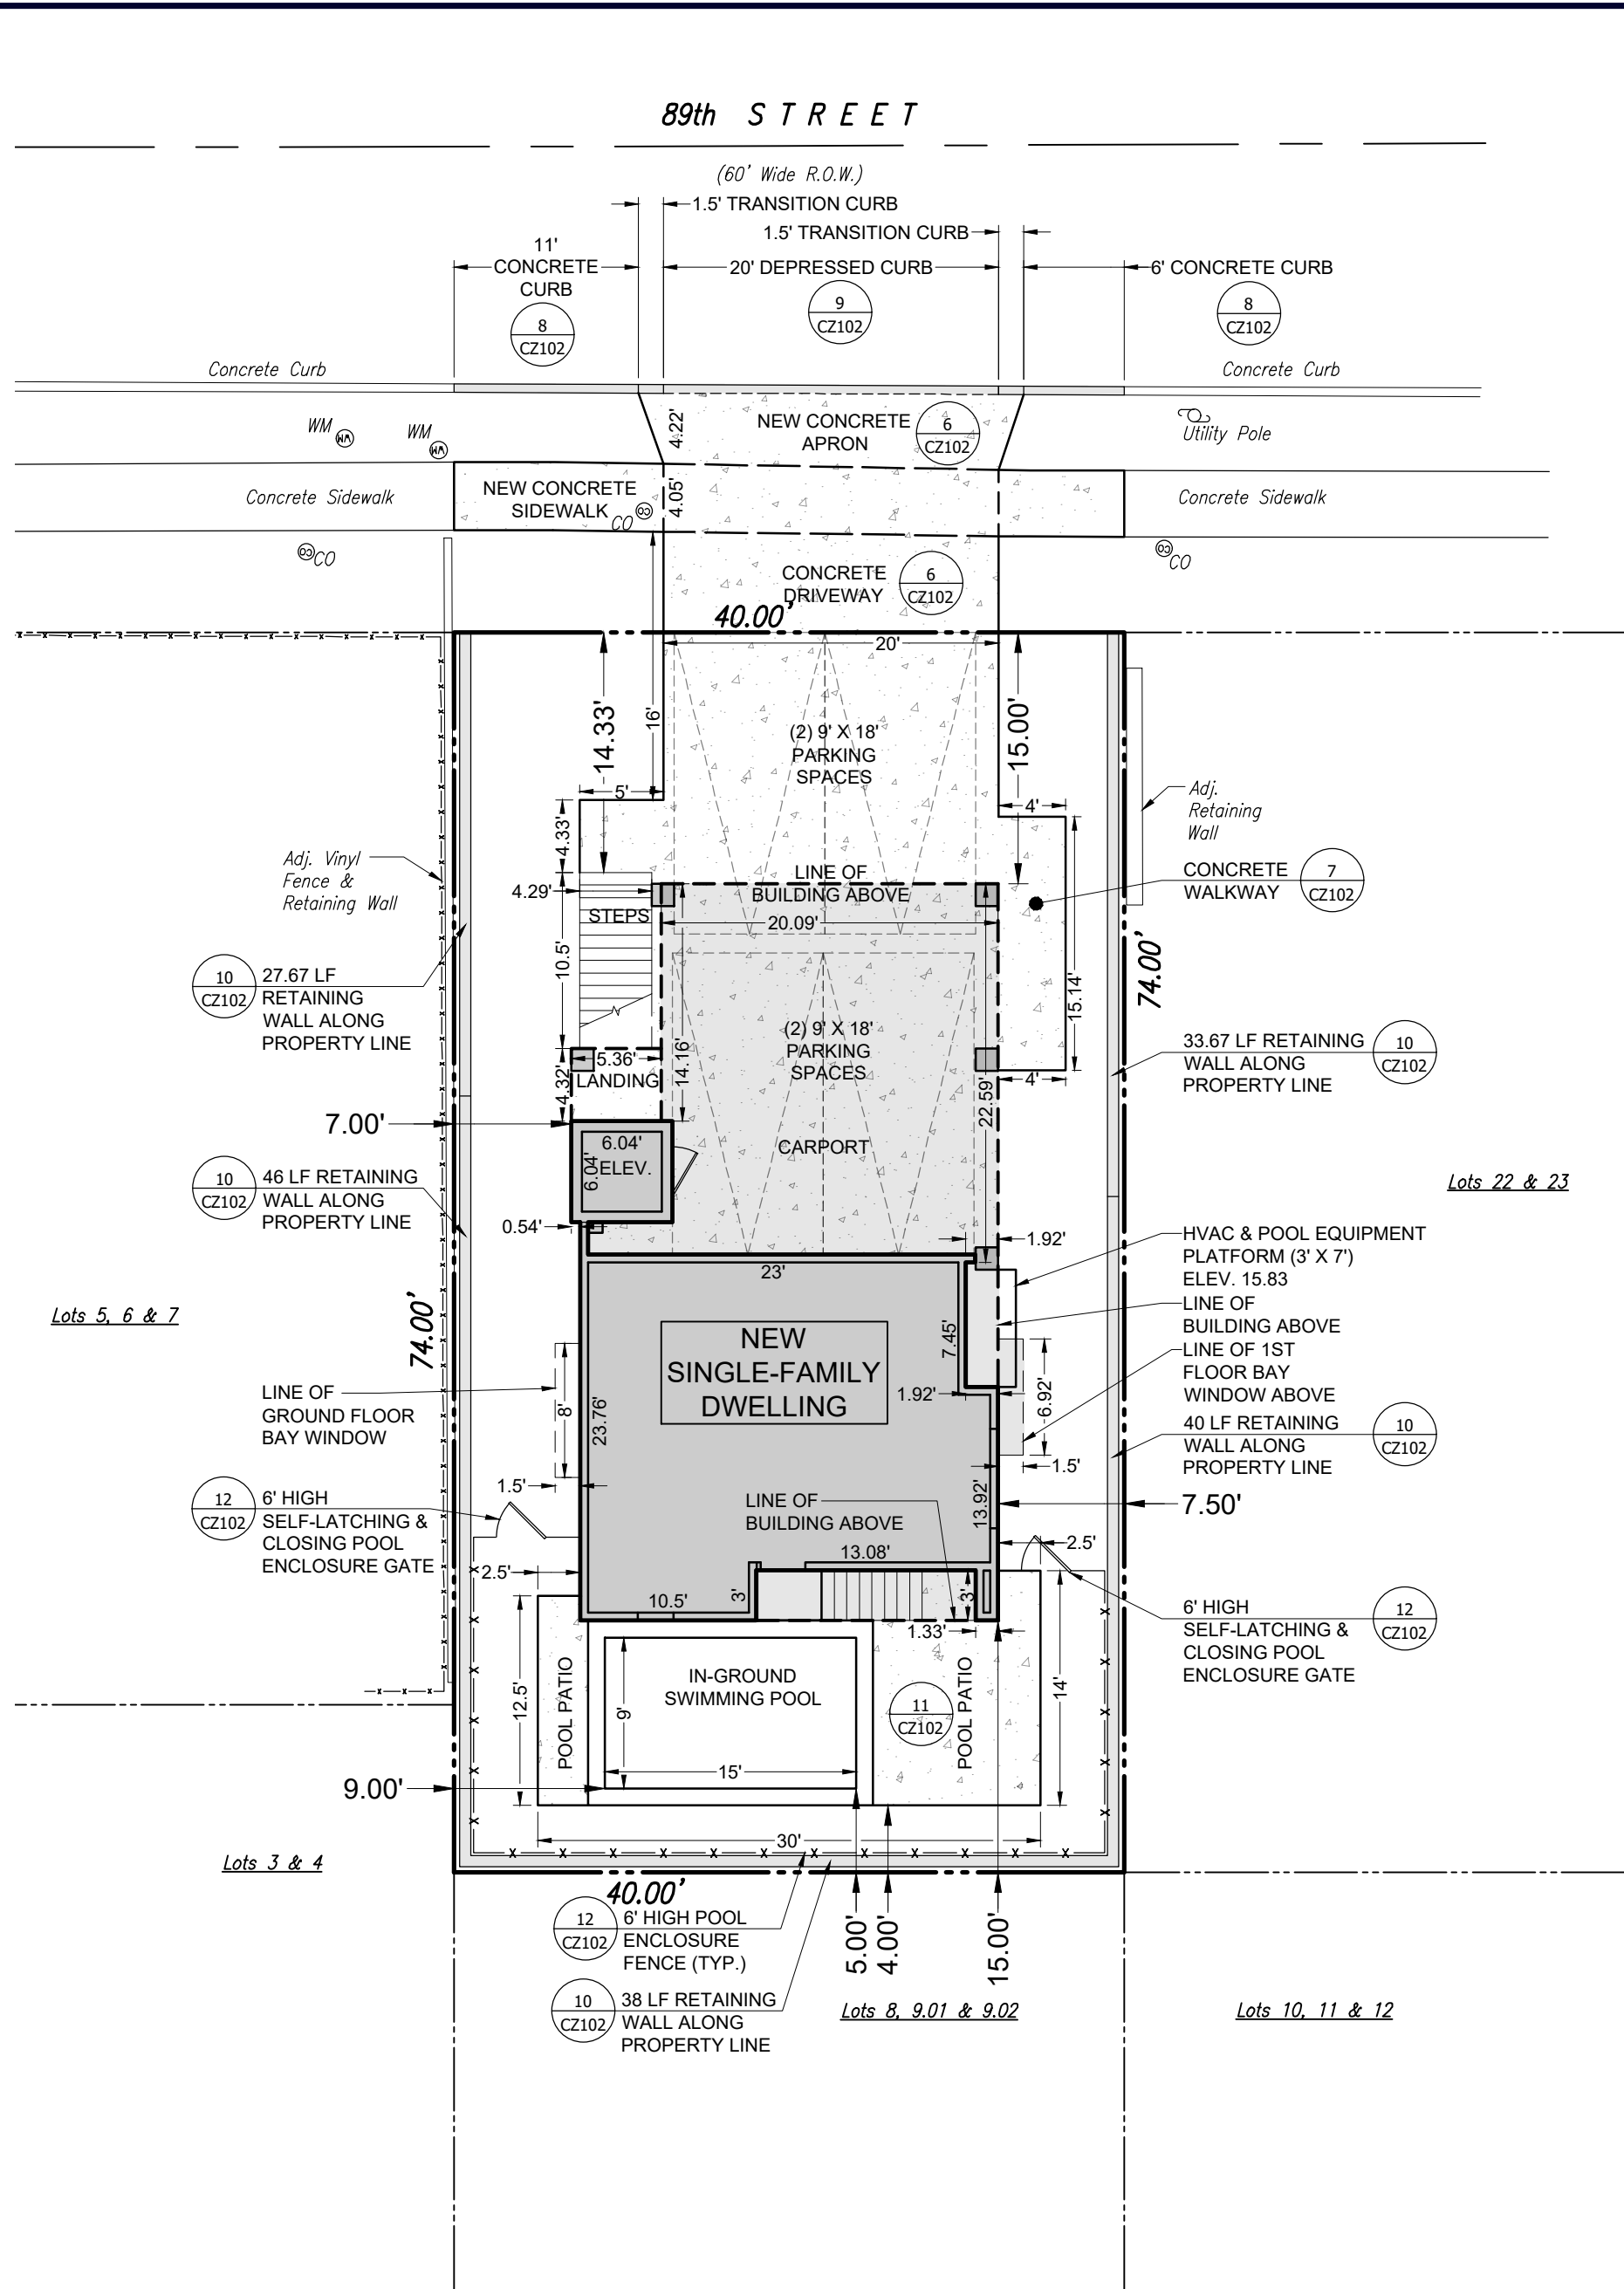 89th STREET
(60' Wide R.O.W.)
1.5' TRANSITION CURB
1.5' TRANSITION CURB
11'
CONCRETE
CURB
20' DEPRESSED CURB
6' CONCRETE CURB
8
CZ102
9
CZ102
8
CZ102
Concrete Curb
Concrete Curb
WM
WM
WM
WM
4.22'
NEW CONCRETE
APRON
6
CZ102
Utility Pole
Concrete Sidewalk
NEW CONCRETE
SIDEWALK
CO
CO
4.05'
Concrete Sidewalk
CO
CO
CO
CO
CONCRETE
DRIVEWAY
6
CZ102
40.00'
20'
14.33'
16'
15.00'
(2) 9' X 18'
PARKING
SPACES
5'
4'
4.33'
Adj.
Retaining
Wall
Adj. Vinyl
Fence &
Retaining Wall
LINE OF
BUILDING ABOVE
CONCRETE
WALKWAY
7
CZ102
4.29'
STEPS
20.09'
10.5'
74.00'
15.14'
10
CZ102
27.67 LF
RETAINING
WALL ALONG
PROPERTY LINE
(2) 9' X 18'
PARKING
SPACES
33.67 LF RETAINING
WALL ALONG
PROPERTY LINE
10
CZ102
5.36'
LANDING
4.32'
14.16'
22.59'
4'
7.00'
6.04'
6.04'
ELEV.
CARPORT
10
CZ102
46 LF RETAINING
WALL ALONG
PROPERTY LINE
Lots 22 & 23
0.54'
1.92'
HVAC & POOL EQUIPMENT
PLATFORM (3' X 7')
ELEV. 15.83
23'
LINE OF
BUILDING ABOVE
Lots 5, 6 & 7
74.00'
NEW
SINGLE-FAMILY
DWELLING
7.45'
LINE OF 1ST
FLOOR BAY
WINDOW ABOVE
LINE OF
GROUND FLOOR
BAY WINDOW
8'
23.76'
1.92'
6.92'
40 LF RETAINING
WALL ALONG
PROPERTY LINE
10
CZ102
1.5'
1.5'
12
CZ102
6' HIGH
SELF-LATCHING &
CLOSING POOL
ENCLOSURE GATE
LINE OF
BUILDING ABOVE
13.92'
7.50'
13.08'
2.5'
2.5'
10.5'
3'
3'
1.33'
6' HIGH
SELF-LATCHING &
CLOSING POOL
ENCLOSURE GATE
12
CZ102
12.5'
POOL PATIO
9'
IN-GROUND
SWIMMING POOL
11
CZ102
POOL PATIO
14'
15'
9.00'
30'
Lots 3 & 4
40.00'
12
CZ102
6' HIGH POOL
ENCLOSURE
FENCE (TYP.)
5.00'
4.00'
15.00'
10
CZ102
38 LF RETAINING
WALL ALONG
PROPERTY LINE
Lots 8, 9.01 & 9.02
Lots 10, 11 & 12